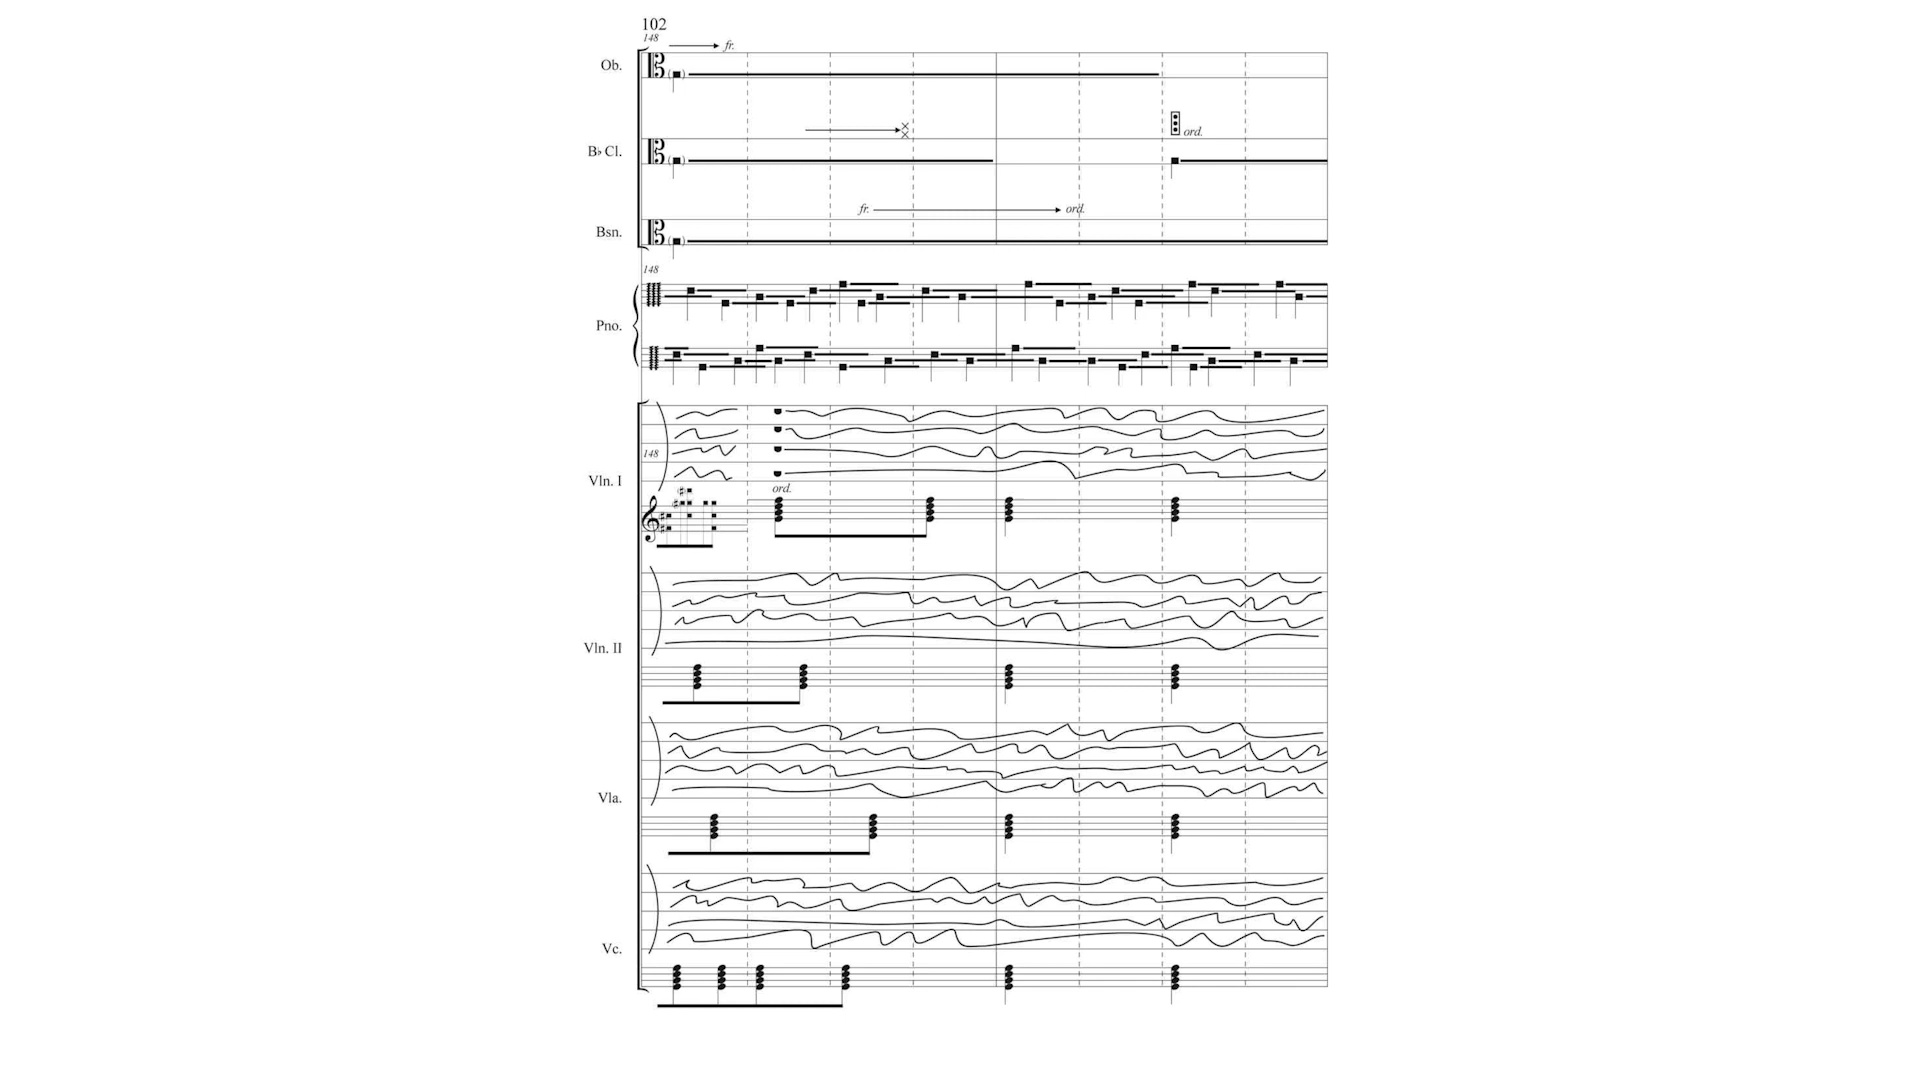 102
148 fr.
Ob.
B♭ Cl. ord.
fr. ord.
Bsn.
148
Pno.
148
Vln. I
ord.
Vln. II
Vla.
Vc.